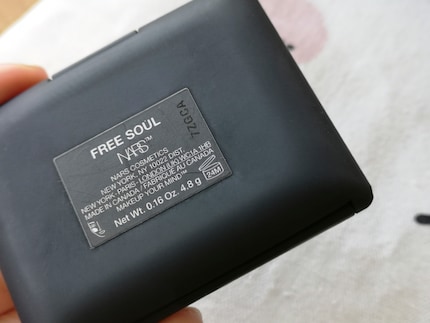 FREE SOUL
NARS™
NARS COSMETICS
NEW YORK, NY 10022 DIST.
NEW YORK · PARIS · LONDON (UK) WC1A 1HB
MADE IN CANADA / FABRIQUÉ AU CANADA
MAKEUP YOUR MIND™
Net Wt. 0.16 Oz. 4.8 g
24M
7ZGCA